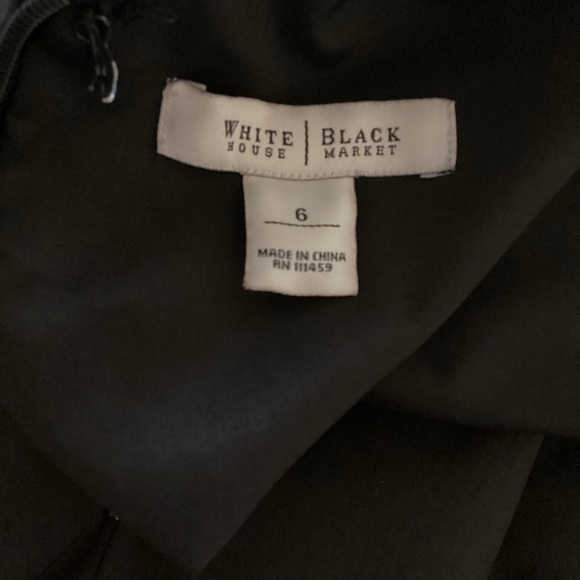 WHITE | BLACK
HOUSE | MARKET
6
MADE IN CHINA
RN 111459